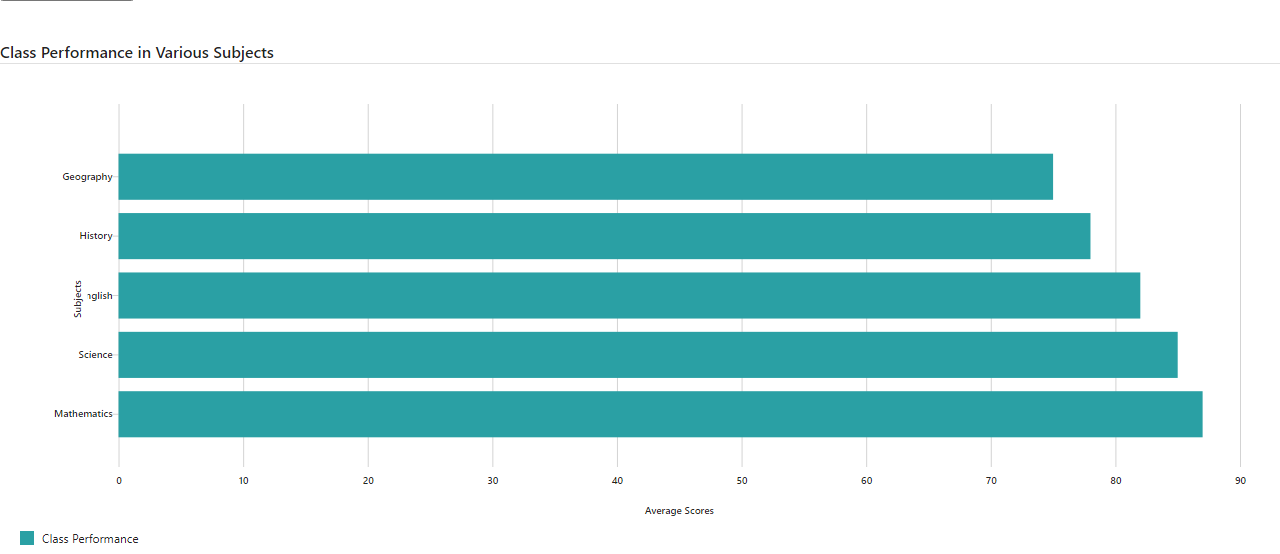 Class Performance in Various Subjects
Geography
History
Subjects
nglish
Science
Mathematics
0 10 20 30 40 50 60 70 80 90
Average Scores
Class Performance